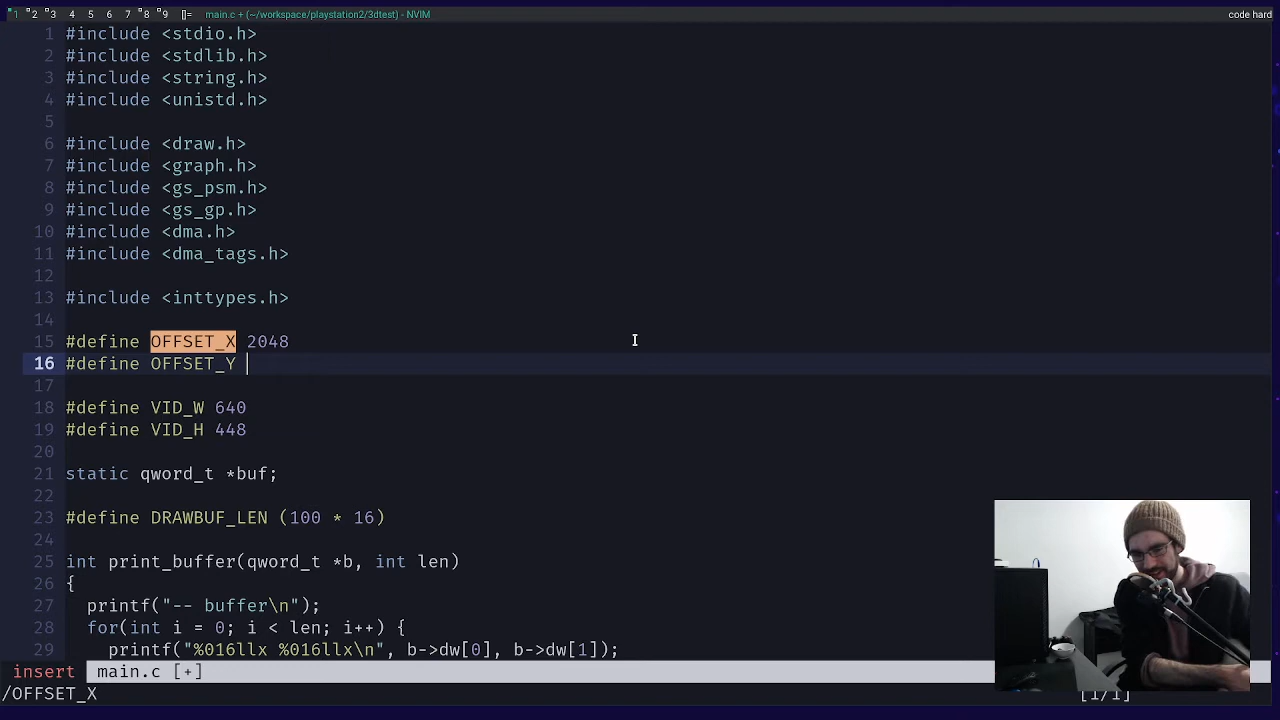 1 2 3 4 5 6 7 8 9 []= main.c + (~/workspace/playstation2/3dtest) - NVIM code hard
1 #include <stdio.h>
2 #include <stdlib.h>
3 #include <string.h>
4 #include <unistd.h>
5
6 #include <draw.h>
7 #include <graph.h>
8 #include <gs_psm.h>
9 #include <gs_gp.h>
10 #include <dma.h>
11 #include <dma_tags.h>
12
13 #include <inttypes.h>
14
15 #define OFFSET_X 2048
16 #define OFFSET_Y
17
18 #define VID_W 640
19 #define VID_H 448
20
21 static qword_t *buf;
22
23 #define DRAWBUF_LEN (100 * 16)
24
25 int print_buffer(qword_t *b, int len)
26 {
27 printf("-- buffer\n");
28 for(int i = 0; i < len; i++) {
29 printf("%016llx %016llx\n", b->dw[0], b->dw[1]);
insert main.c [+]
/OFFSET_X [1/1]